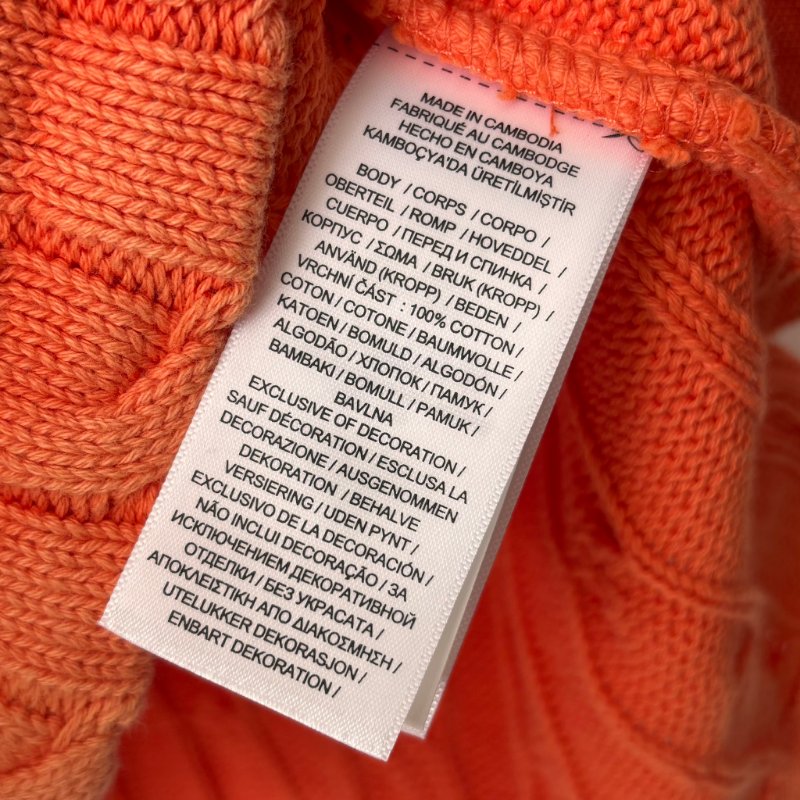 MADE IN CAMBODIA
FABRIQUÉ AU CAMBODGE
HECHO EN CAMBOYA
KAMBOÇYA'DA ÜRETİLMİŞTİR
BODY / CORPS / CORPO /
OBERTEIL / ROMP / HOVEDDEL /
CUERPO / ПЕРЕД И СПИНКА /
КОРПУС / ΣΩΜΑ / BRUK (KROPP) /
ANVÄND (KROPP) / BEDEN /
VRCHNÍ ČÁST : 100% COTTON /
COTON / COTONE / BAUMWOLLE /
KATOEN / BOMULD / ALGODÓN /
ALGODÃO / ХЛОПОК / ПАМУК /
BAMBAKI / BOMULL / PAMUK /
BAVLNA
EXCLUSIVE OF DECORATION /
SAUF DÉCORATION / ESCLUSA LA
DECORAZIONE / AUSGENOMMEN
DEKORATION / BEHALVE
VERSIERING / UDEN PYNT /
EXCLUSIVO DE LA DECORACIÓN /
NÃO INCLUI DECORAÇÃO / ЗА
ИСКЛЮЧЕНИЕМ ДЕКОРАТИВНОЙ
ОТДЕЛКИ / БЕЗ УКРАСАТА /
ΑΠΟΚΛΕΙΣΤΙΚΗ ΑΠΟ ΔΙΑΚΟΣΜΗΣΗ /
UTELUKKER DEKORASJON /
ENBART DEKORATION /